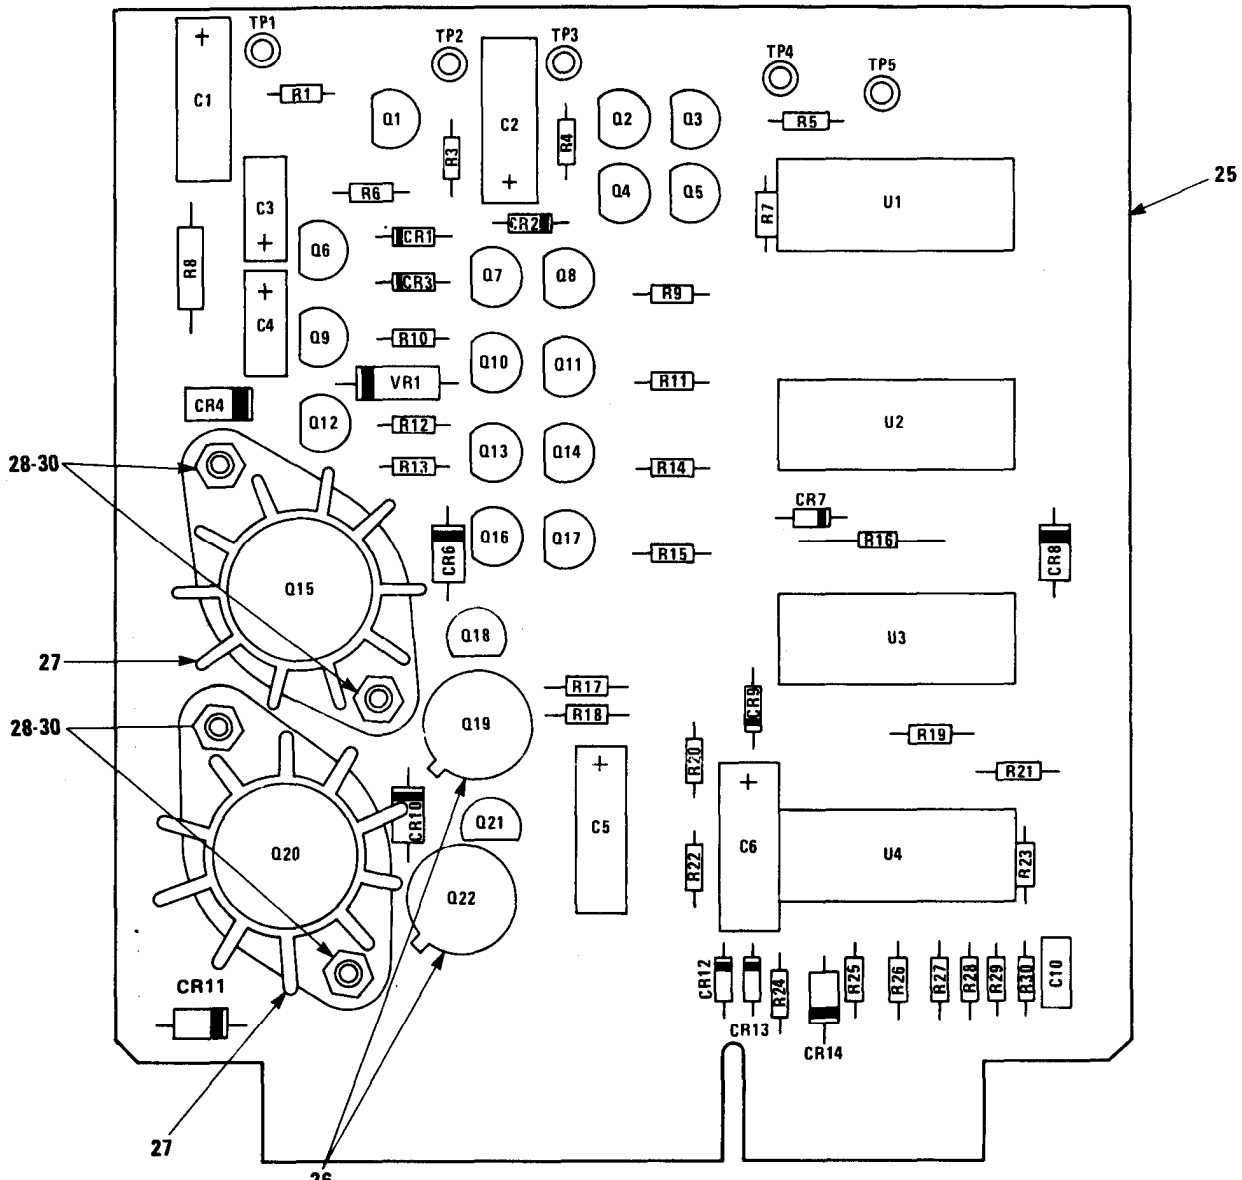 TP1
TP2
TP3
TP4
TP5
+
C1
R1
Q1
R3
C2
+
R4
Q2
Q3
R5
R6
Q4
Q5
R7
U1
25
C3
+
R8
Q6
CR1
CR2
CR3
Q7
Q8
R9
+
C4
Q9
R10
Q10
Q11
VR1
R11
U2
CR4
Q12
R12
R13
Q13
Q14
R14
28-30
CR7
R16
CR8
CR6
Q16
Q17
R15
Q15
Q18
U3
27
R17
R18
CR9
28-30
Q19
R19
R20
R21
+
C5
+
C6
CR10
Q21
Q20
U4
R22
R23
Q22
CR11
CR12
CR13
R24
CR14
R25
R26
R27
R28
R29
R30
C10
27
26